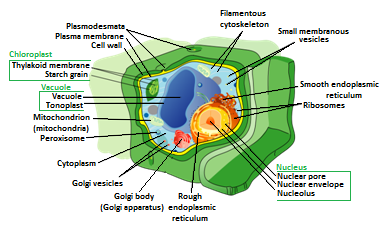 Plasmodesmata
Plasma membrane
Cell wall
Chloroplast
Thylakoid membrane
Starch grain
Vacuole
Vacuole
Tonoplast
Mitochondrion
(mitochondria)
Peroxisome
Cytoplasm
Golgi vesicles
Golgi body
(Golgi apparatus)
Rough
endoplasmic
reticulum
Filamentous
cytoskeleton
Small membranous
vesicles
Smooth endoplasmic
reticulum
Ribosomes
Nucleus
Nuclear pore
Nuclear envelope
Nucleolus